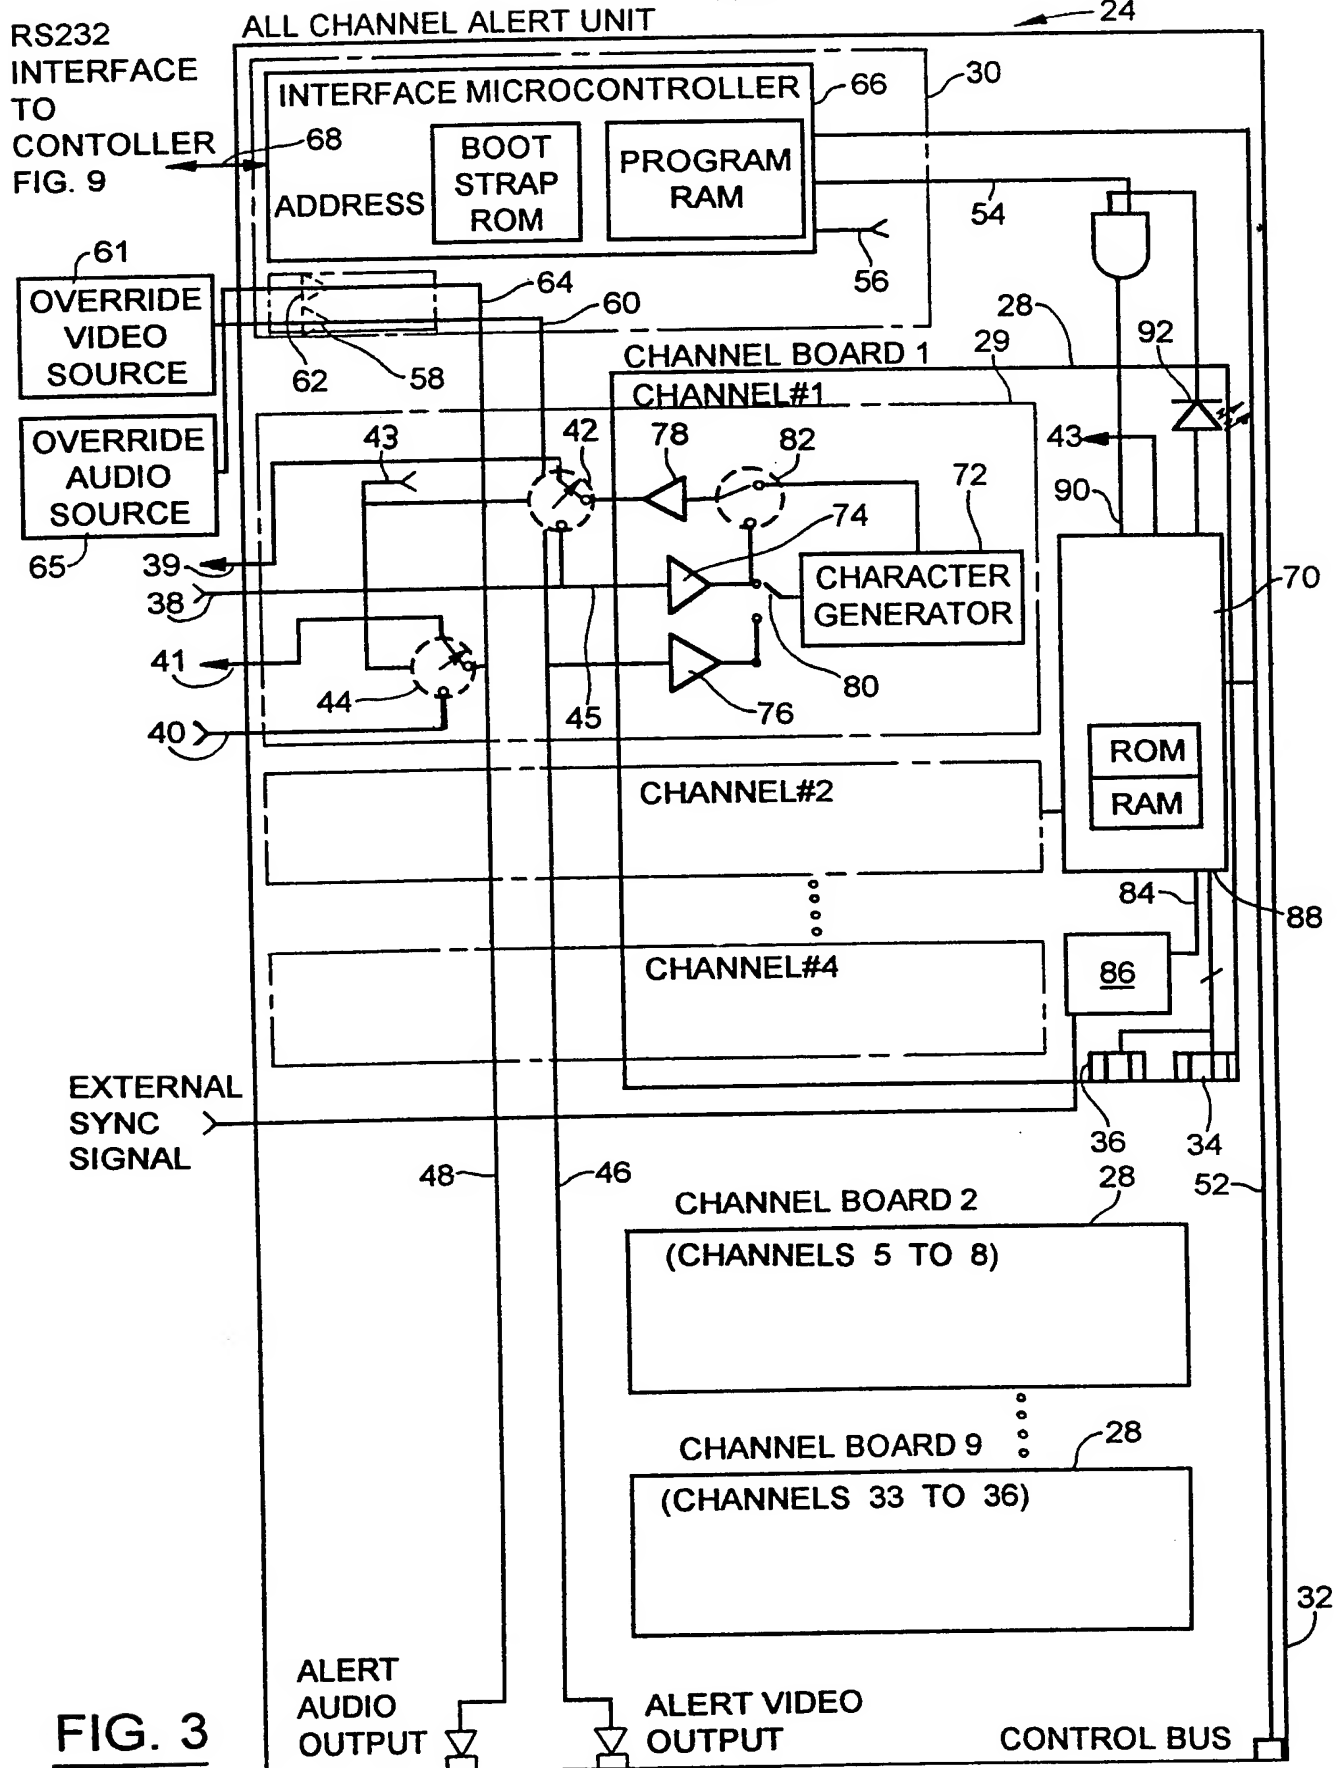 RS232
INTERFACE
TO
CONTOLLER
FIG. 9
ALL CHANNEL ALERT UNIT
24
30
INTERFACE MICROCONTROLLER
66
68
ADDRESS
BOOT
STRAP
ROM
PROGRAM
RAM
54
56
61
OVERRIDE
VIDEO
SOURCE
62
58
64
60
28
92
CHANNEL BOARD 1
29
CHANNEL#1
OVERRIDE
AUDIO
SOURCE
65
43
42
78
82
43
90
39
38
74
72
CHARACTER
GENERATOR
70
41
44
40
45
76
80
ROM
RAM
CHANNEL#2
84
88
CHANNEL#4
86
EXTERNAL
SYNC
SIGNAL
36
34
48
46
52
CHANNEL BOARD 2
28
(CHANNELS 5 TO 8)
CHANNEL BOARD 9
28
(CHANNELS 33 TO 36)
32
ALERT
AUDIO
OUTPUT
ALERT VIDEO
OUTPUT
CONTROL BUS
FIG. 3